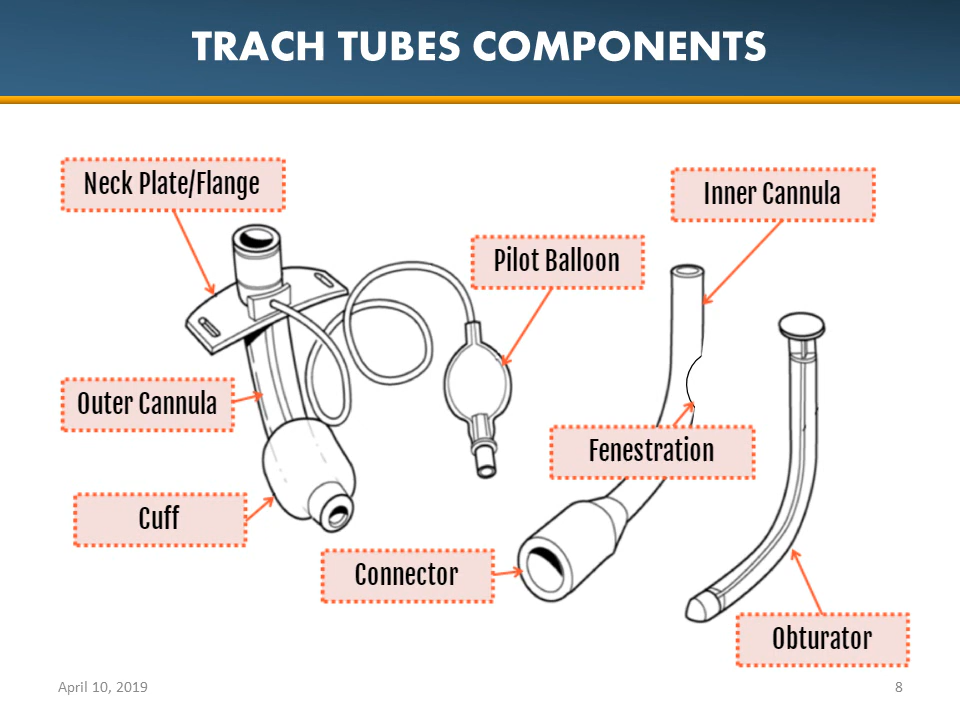 TRACH TUBES COMPONENTS
Neck Plate/Flange
Inner Cannula
Pilot Balloon
Outer Cannula
Fenestration
Cuff
Connector
Obturator
April 10, 2019
8